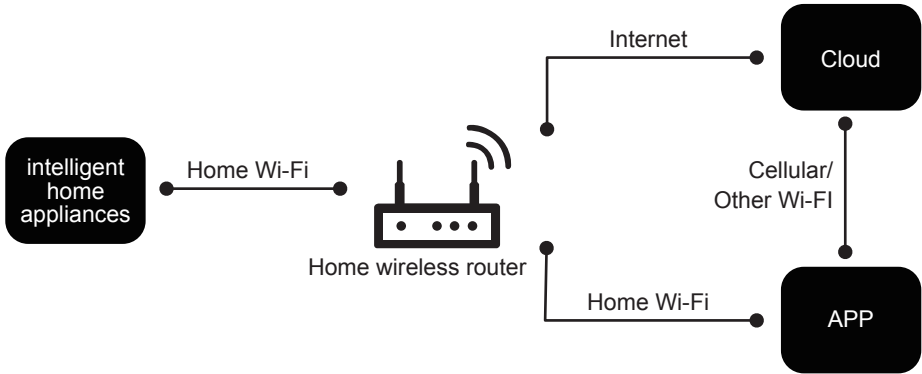 Internet
Cloud
intelligent
home
appliances
Home Wi-Fi
Cellular/
Other Wi-FI
Home wireless router
Home Wi-Fi
APP